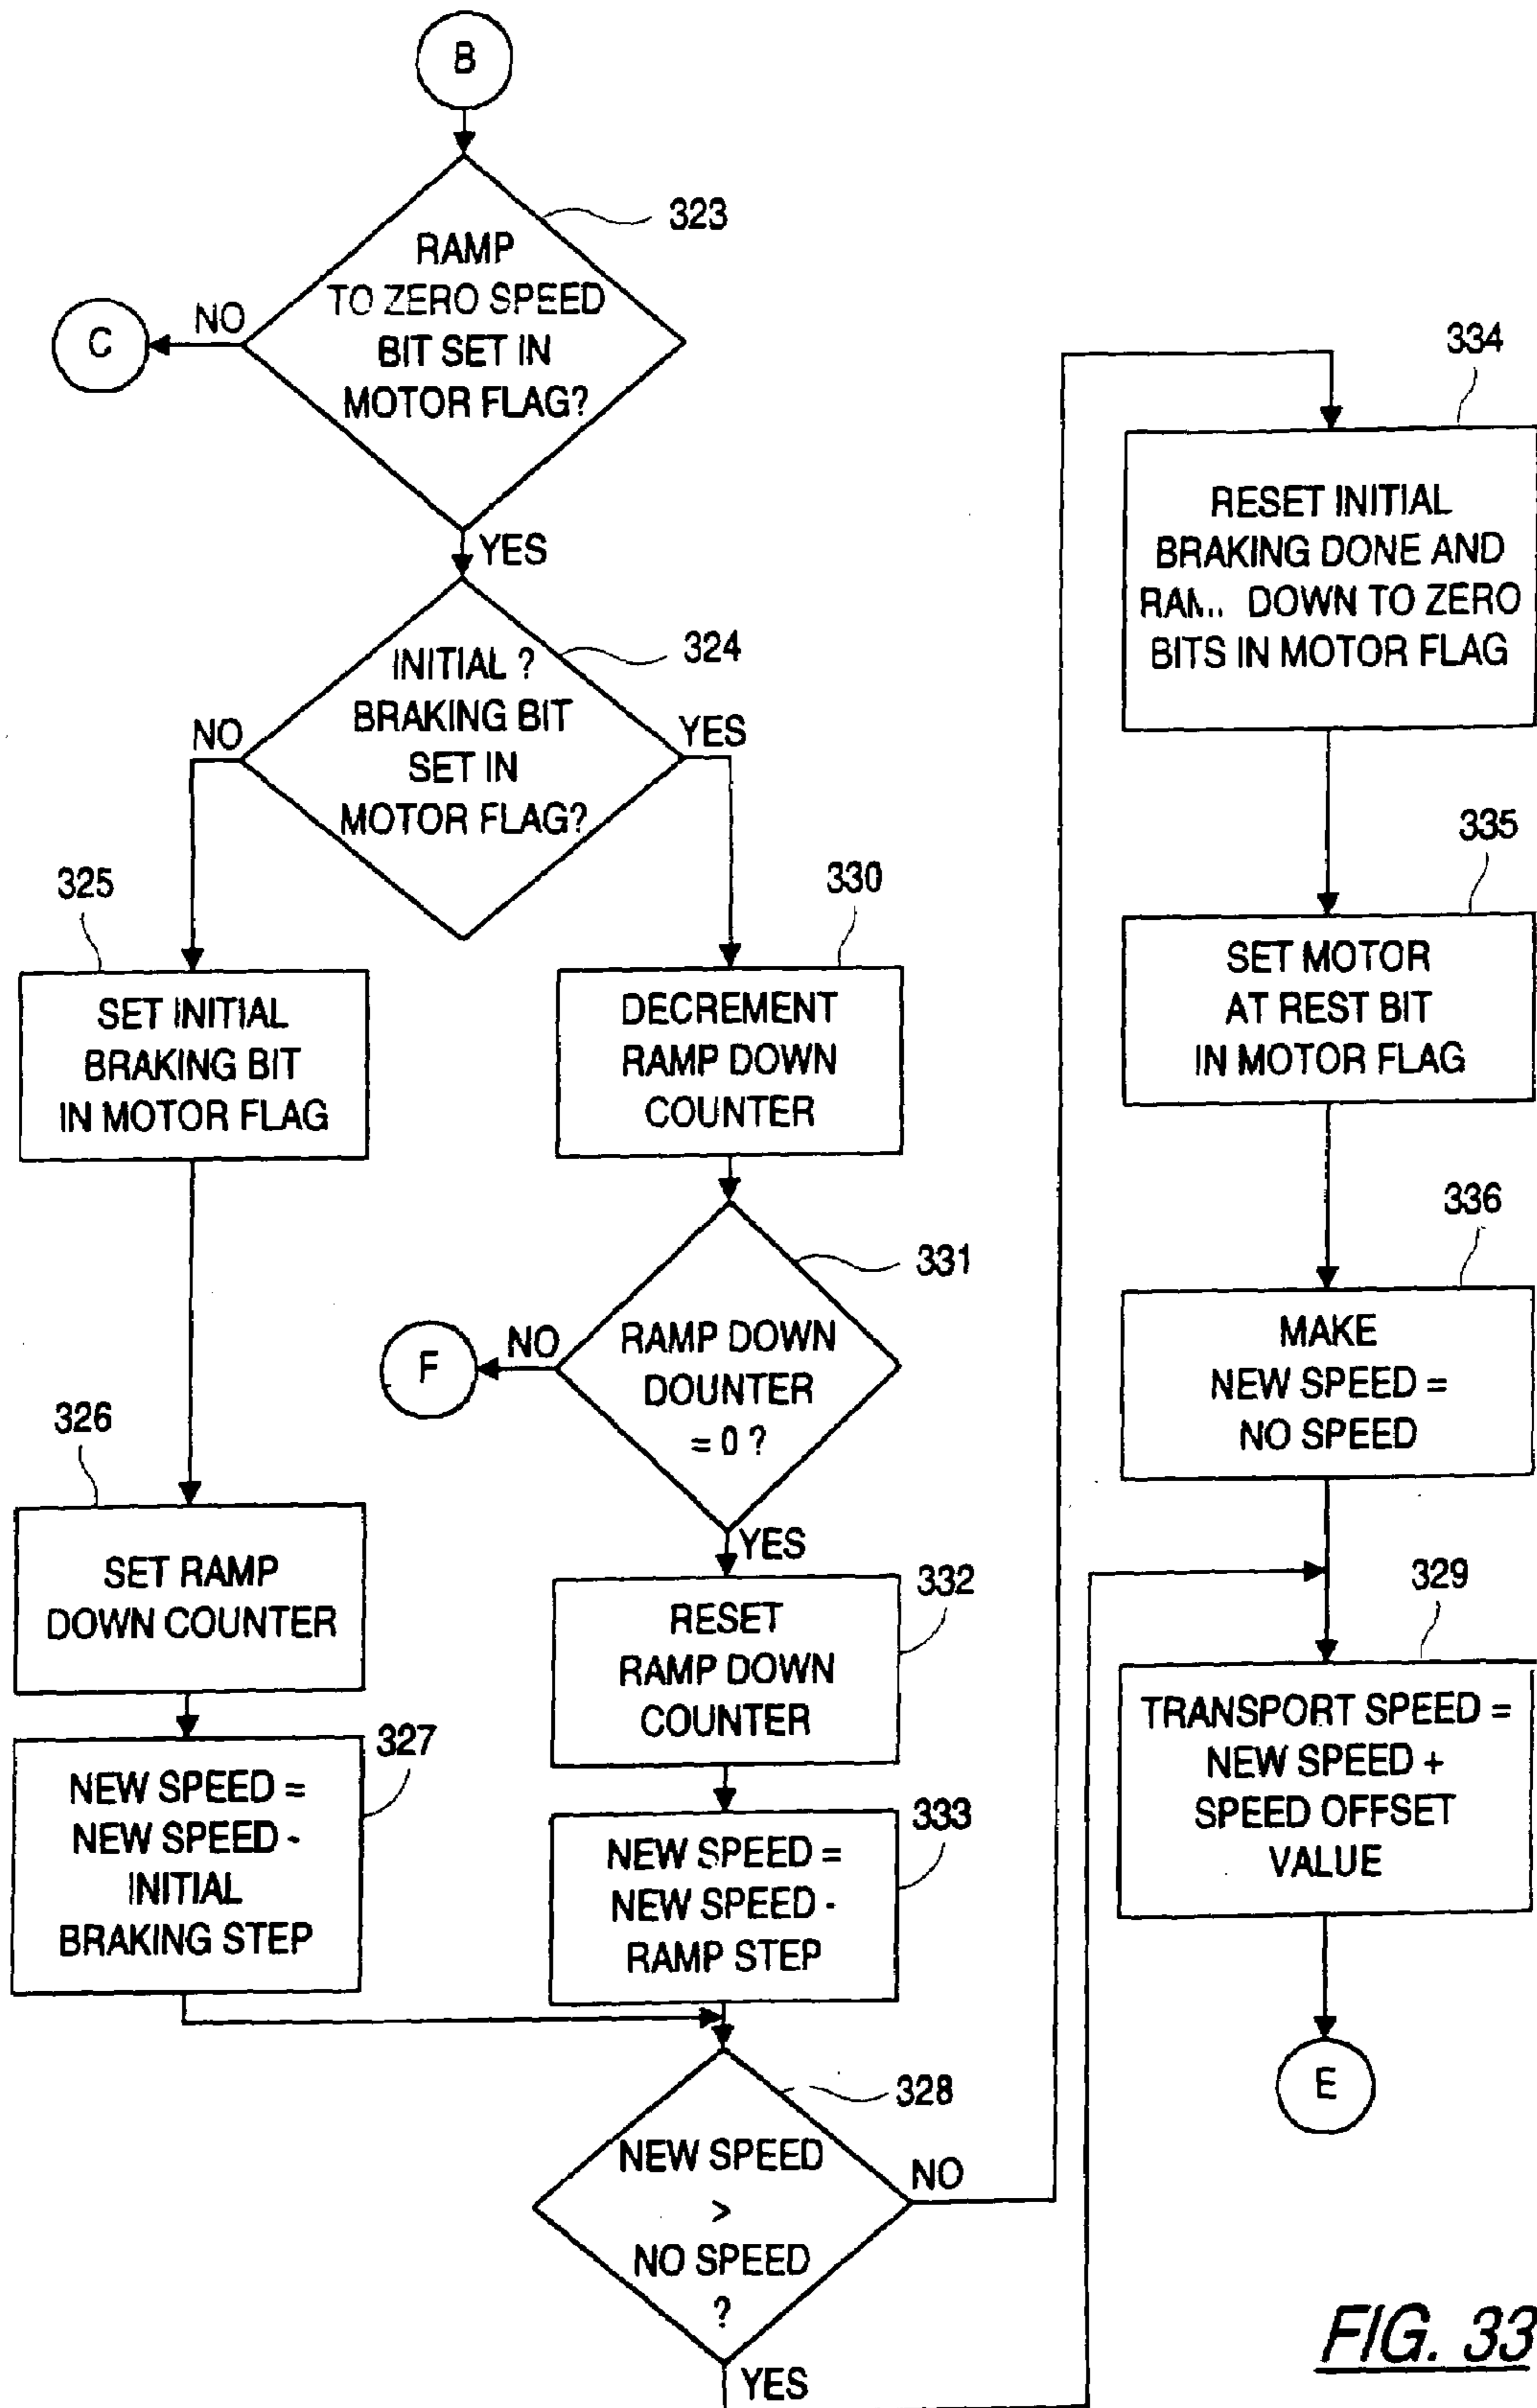 B
323
RAMP
TO ZERO SPEED
BIT SET IN
MOTOR FLAG?
NO
C
YES
324
INITIAL ?
BRAKING BIT
SET IN
MOTOR FLAG?
NO
YES
325
SET INITIAL
BRAKING BIT
IN MOTOR FLAG
326
SET RAMP
DOWN COUNTER
327
NEW SPEED =
NEW SPEED -
INITIAL
BRAKING STEP
330
DECREMENT
RAMP DOWN
COUNTER
331
RAMP DOWN
DOUNTER
= 0 ?
NO
F
YES
332
RESET
RAMP DOWN
COUNTER
333
NEW SPEED =
NEW SPEED -
RAMP STEP
328
NEW SPEED
>
NO SPEED
?
NO
YES
334
RESET INITIAL
BRAKING DONE AND
DOWN TO ZERO
BITS IN MOTOR FLAG
335
SET MOTOR
AT REST BIT
IN MOTOR FLAG
336
MAKE
NEW SPEED =
NO SPEED
329
TRANSPORT SPEED =
NEW SPEED +
SPEED OFFSET
VALUE
E
FIG. 33